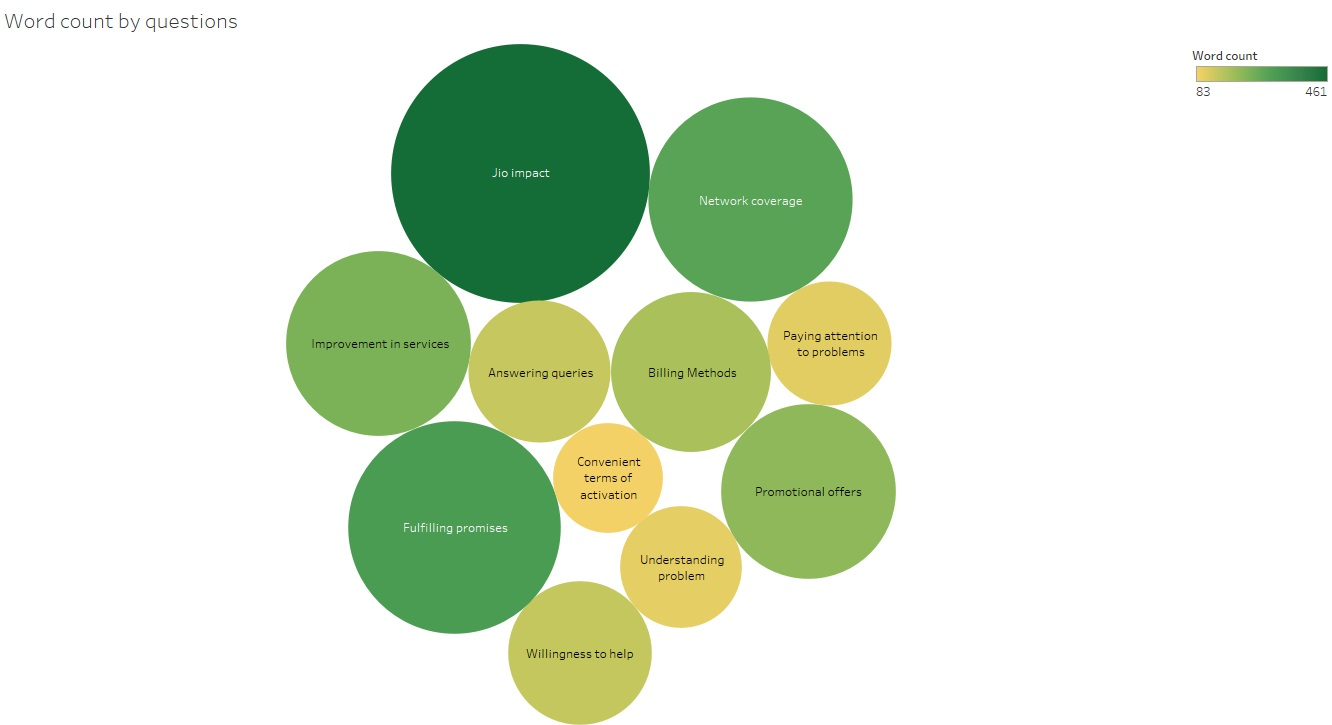 Word count by questions
Word count
83
461
Jio impact
Network coverage
Improvement in services
Answering queries
Billing Methods
Paying attention
to problems
Convenient
terms of
activation
Promotional offers
Fulfilling promises
Understanding
problem
Willingness to help